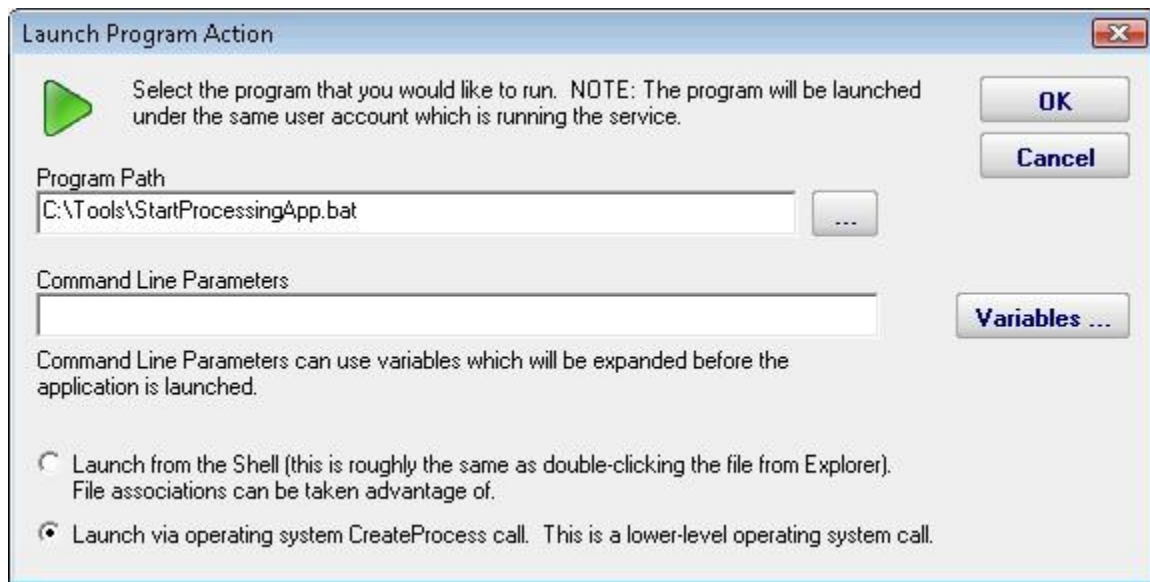 Launch Program Action
Select the program that you would like to run.  NOTE: The program will be launched
under the same user account which is running the service.
OK
Cancel
Program Path
C:\Tools\StartProcessingApp.bat
...
Command Line Parameters
Variables ...
Command Line Parameters can use variables which will be expanded before the
application is launched.
Launch from the Shell (this is roughly the same as double-clicking the file from Explorer).
File associations can be taken advantage of.
Launch via operating system CreateProcess call.  This is a lower-level operating system call.